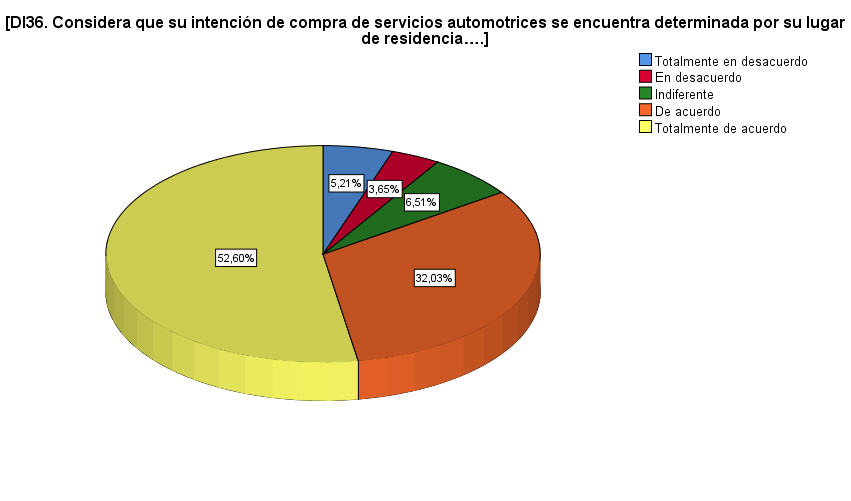 [DI36. Considera que su intención de compra de servicios automotrices se encuentra determinada por su lugar
de residencia....]
Totalmente en desacuerdo
En desacuerdo
Indiferente
De acuerdo
Totalmente de acuerdo
5,21%
3,65%
6,51%
52,60%
32,03%